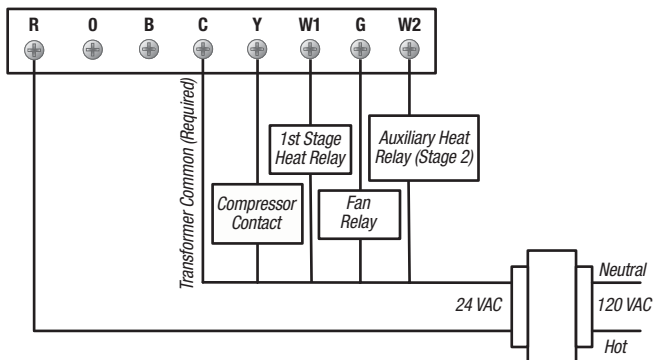 R O B C Y W1 G W2
Transformer Common (Required)
1st Stage
Heat Relay
Auxiliary Heat
Relay (Stage 2)
Compressor
Contact
Fan
Relay
Neutral
24 VAC
120 VAC
Hot